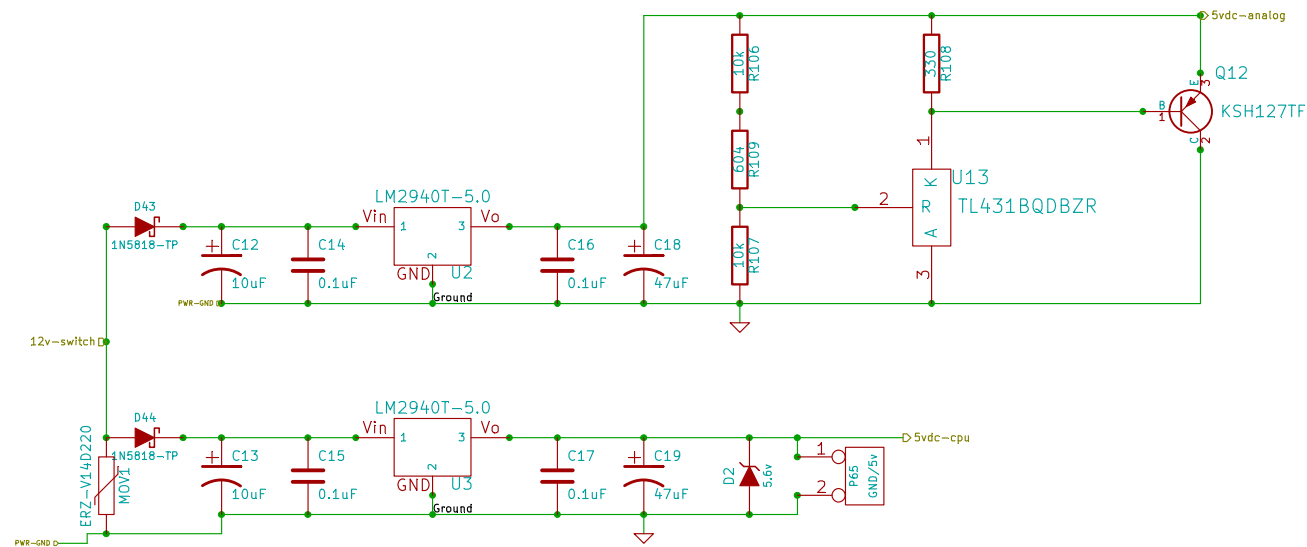 5vdc-analog
10k
R106
330
R108
Q12
E
3
B
1
KSH127TF
C
2
604
R109
1
K
U13
2
R
TL431BQDBZR
A
3
10k
R107
LM2940T-5.0
D43
1N5818-TP
Vin
1
3
Vo
2
GND
U2
C12
10uF
C14
0.1uF
C16
0.1uF
C18
47uF
PWR-GND
Ground
12v-switch
LM2940T-5.0
D44
1N5818-TP
Vin
1
3
Vo
2
GND
U3
5vdc-cpu
ERZ-V14D220
MOV1
C13
10uF
C15
0.1uF
C17
0.1uF
C19
47uF
D2
5.6v
1
2
P65
GND/5v
Ground
PWR-GND